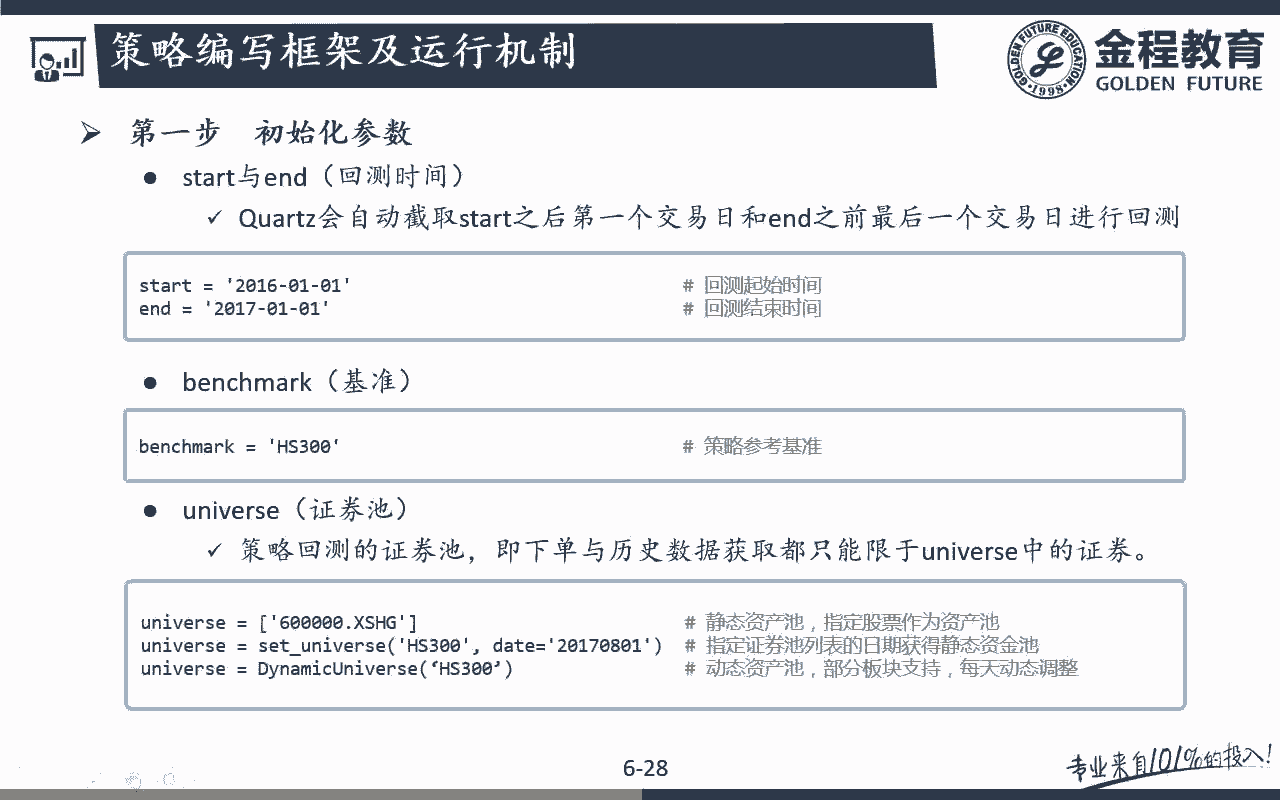 策略编写框架及运行机制
GOLDEN FUTURE EDUCATION
·1998·
金程教育
GOLDEN FUTURE
第一步 初始化参数
start与end（回测时间）
Quartz会自动截取start之后第一个交易日和end之前最后一个交易日进行回测
start = '2016-01-01' # 回测起始时间
end = '2017-01-01' # 回测结束时间
benchmark（基准）
benchmark = 'HS300' # 策略参考基准
universe（证券池）
策略回测的证券池，即下单与历史数据获取都只能限于universe中的证券。
universe = ['600000.XSHG'] # 静态资产池，指定股票作为资产池
universe = set_universe('HS300', date='20170801') # 指定证券池列表的日期获得静态资金池
universe = DynamicUniverse(‘HS300’) # 动态资产池，部分板块支持，每天动态调整
6-28
专业来自101%的投入!